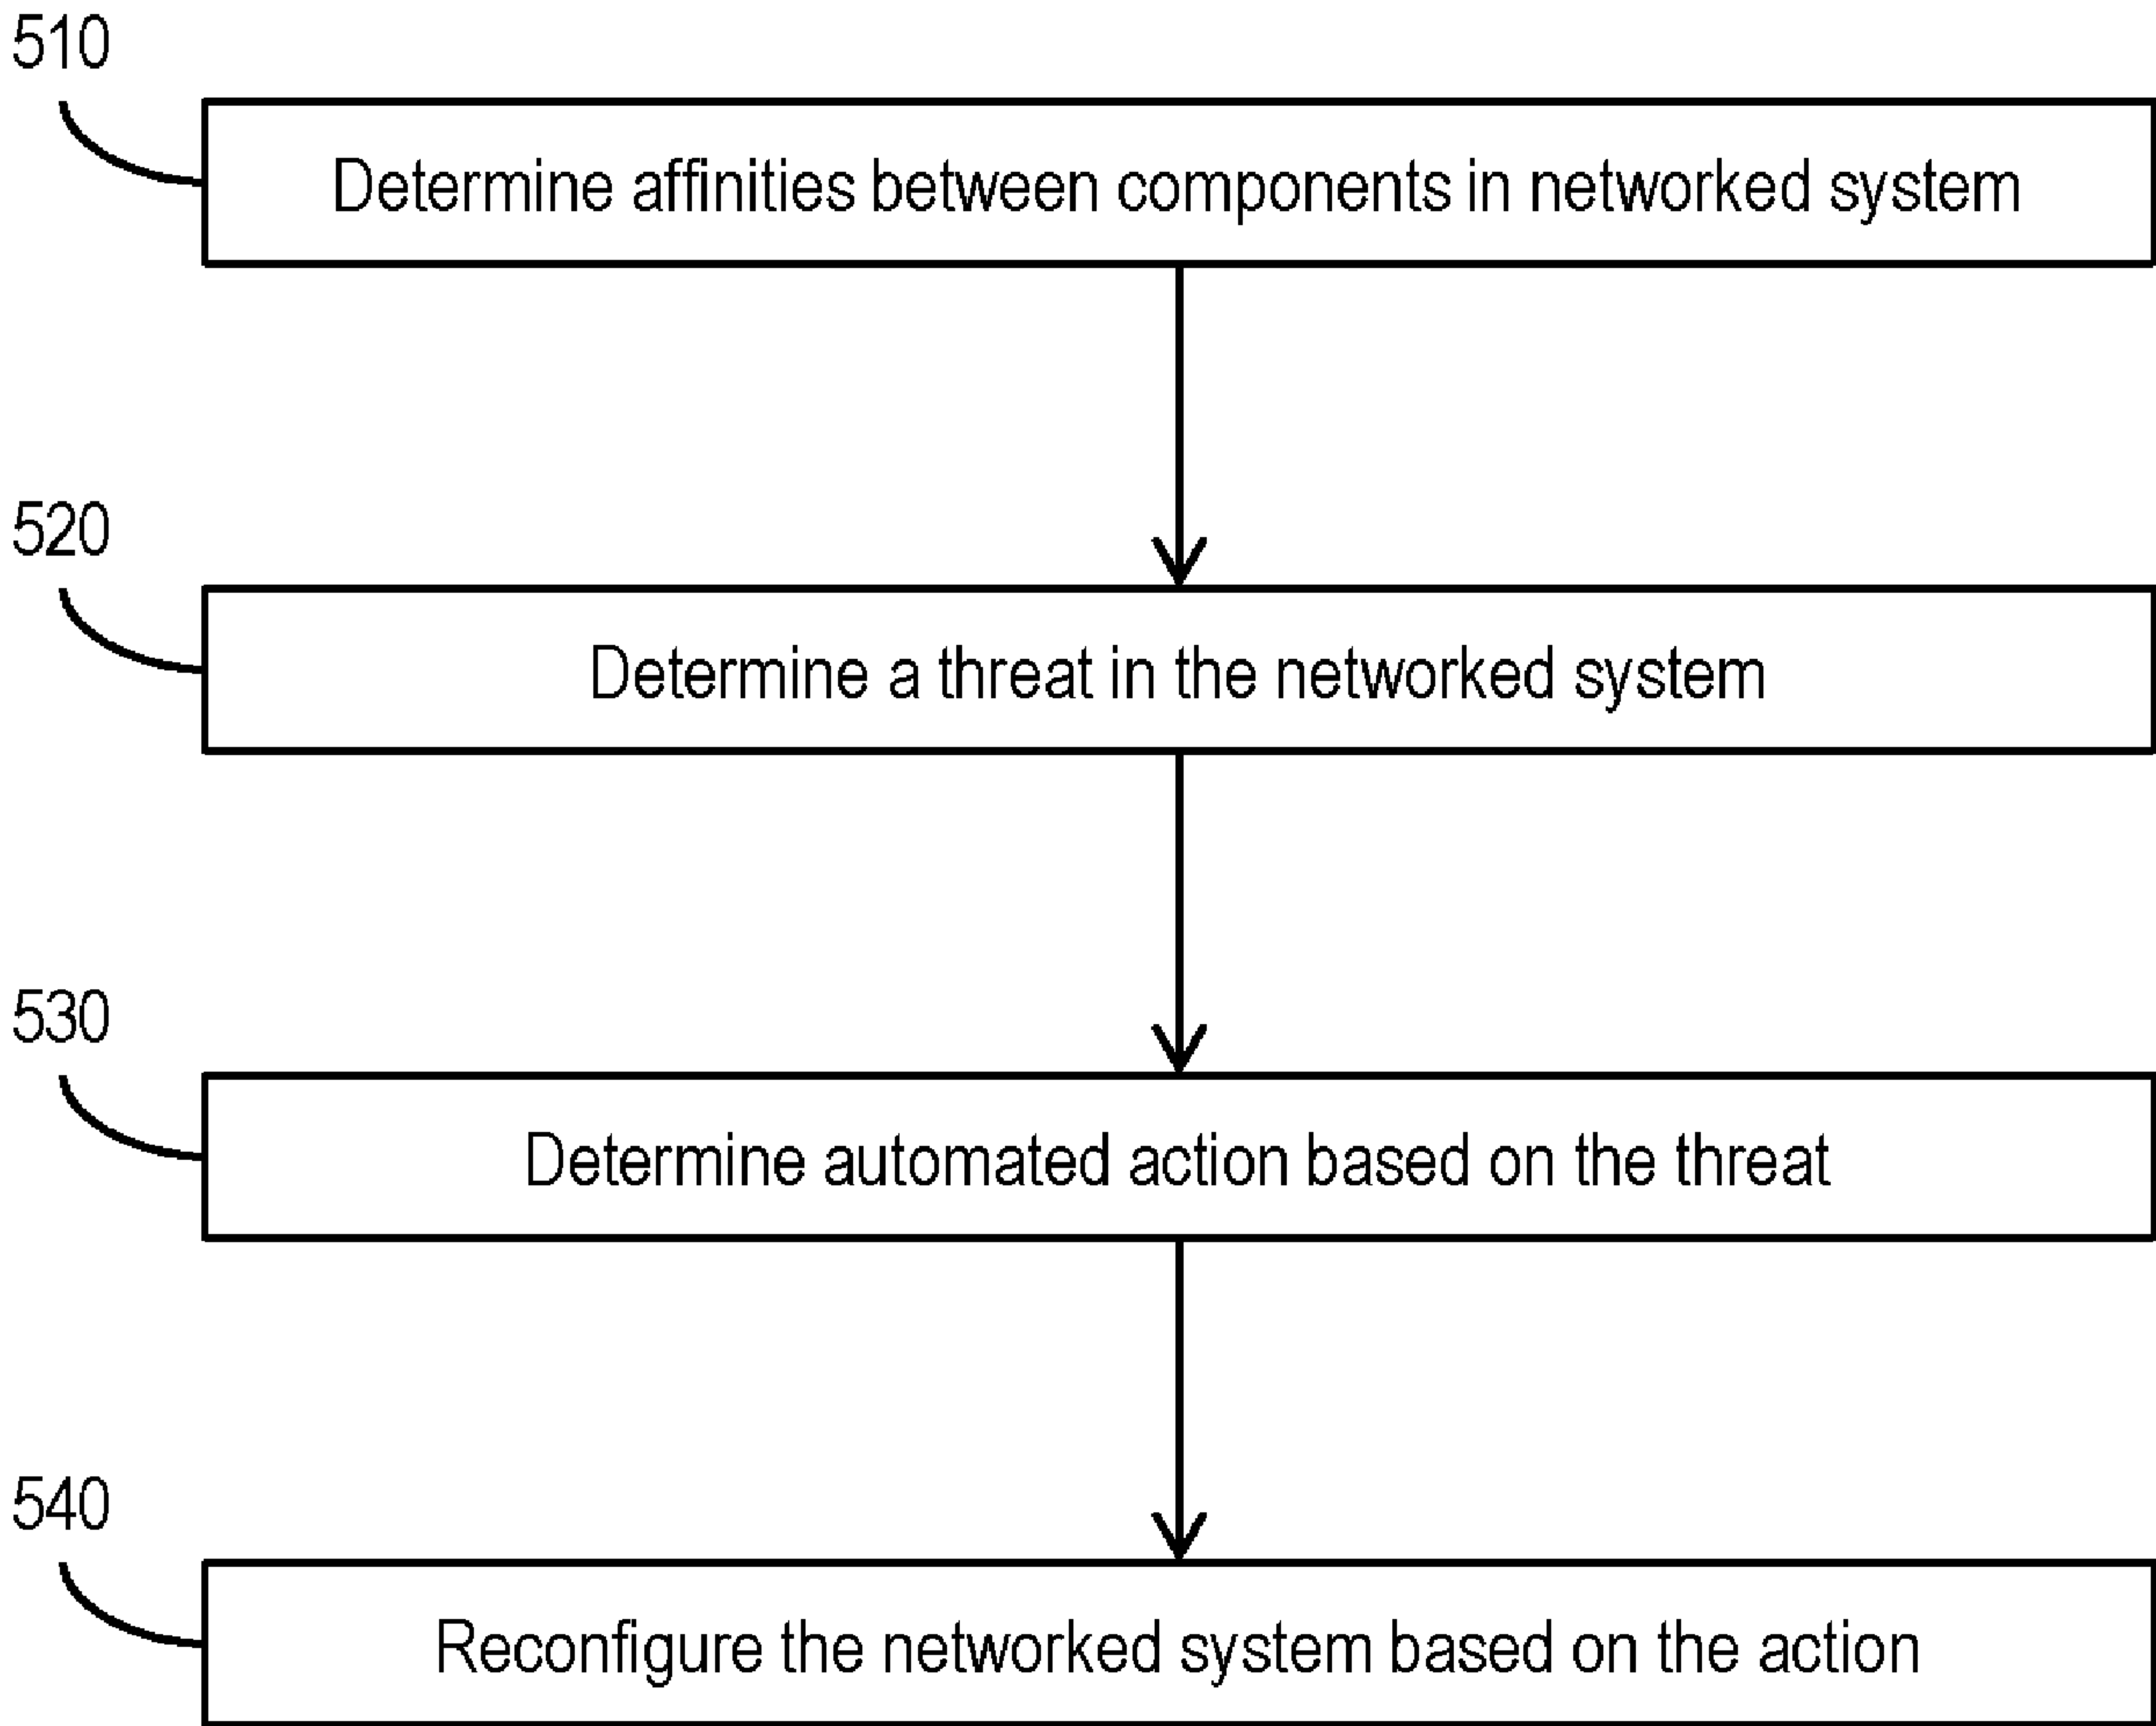 510
Determine affinities between components in networked system
520
Determine a threat in the networked system
530
Determine automated action based on the threat
540
Reconfigure the networked system based on the action